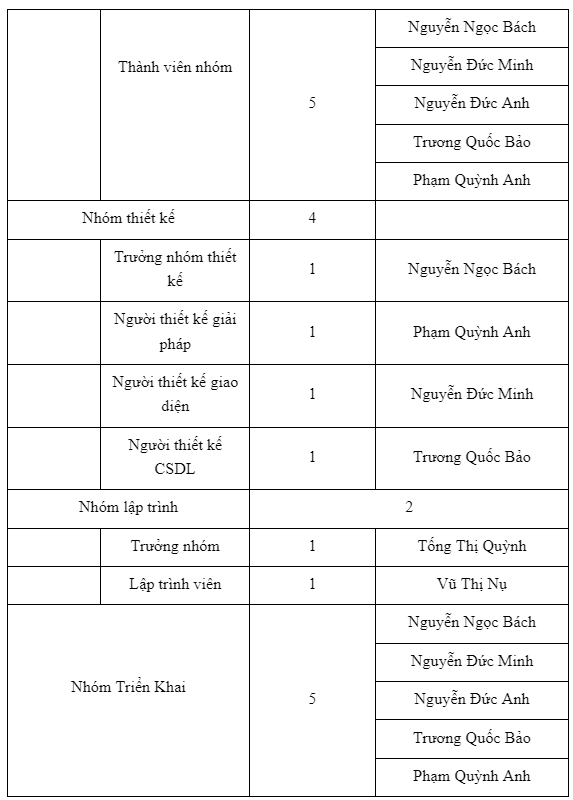 Thành viên nhóm
5
Nguyễn Ngọc Bách
Nguyễn Đức Minh
Nguyễn Đức Anh
Trương Quốc Bảo
Phạm Quỳnh Anh
Nhóm thiết kế
4
Trưởng nhóm thiết
kế
1
Nguyễn Ngọc Bách
Người thiết kế giải
pháp
1
Phạm Quỳnh Anh
Người thiết kế giao
diện
1
Nguyễn Đức Minh
Người thiết kế
CSDL
1
Trương Quốc Bảo
Nhóm lập trình
2
Trưởng nhóm
1
Tống Thị Quỳnh
Lập trình viên
1
Vũ Thị Nụ
Nhóm Triển Khai
5
Nguyễn Ngọc Bách
Nguyễn Đức Minh
Nguyễn Đức Anh
Trương Quốc Bảo
Phạm Quỳnh Anh